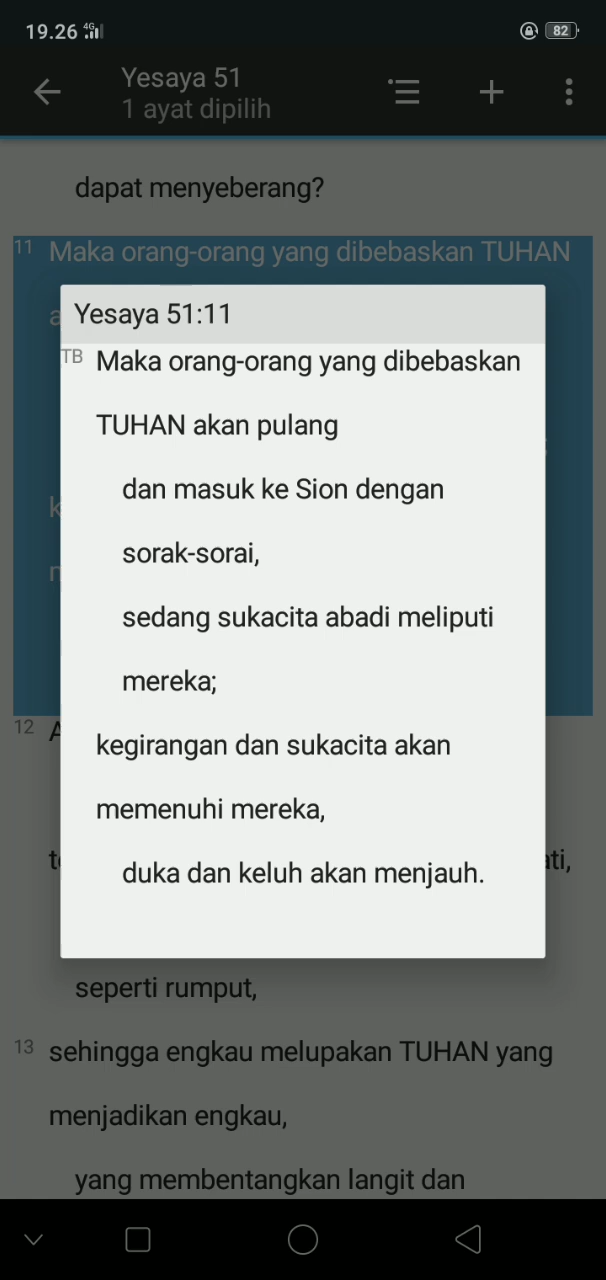 19.26 4G 82
Yesaya 51
1 ayat dipilih
dapat menyeberang?
11 Maka orang-orang yang dibebaskan TUHAN
Yesaya 51:11
TB Maka orang-orang yang dibebaskan
TUHAN akan pulang
dan masuk ke Sion dengan
sorak-sorai,
sedang sukacita abadi meliputi
mereka;
kegirangan dan sukacita akan
memenuhi mereka,
duka dan keluh akan menjauh.
12
seperti rumput,
13 sehingga engkau melupakan TUHAN yang
menjadikan engkau,
yang membentangkan langit dan